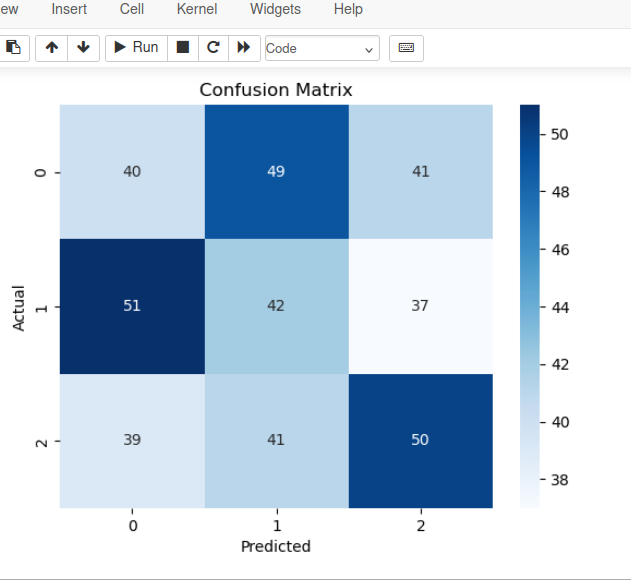 ew Insert Cell Kernel Widgets Help
Run Code
Confusion Matrix
0 40 49 41
1 51 42 37
2 39 41 50
Actual
0 1 2
Predicted
50
48
46
44
42
40
38